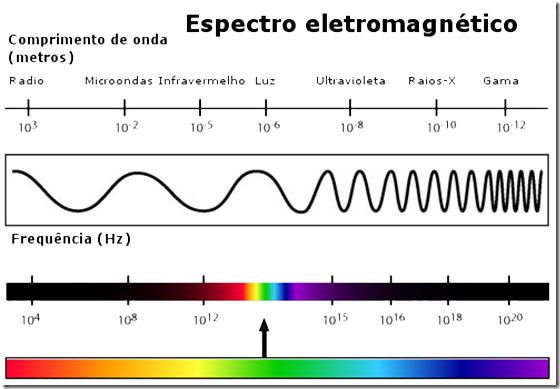 Espectro eletromagnético
Comprimento de onda
(metros)
Radio Microondas Infravermelho Luz Ultravioleta Raios-X Gama
10³ 10⁻² 10⁻⁵ 10⁻⁶ 10⁻⁸ 10⁻¹⁰ 10⁻¹²
Frequência (Hz)
10⁴ 10⁸ 10¹² 10¹⁵ 10¹⁶ 10¹⁸ 10²⁰